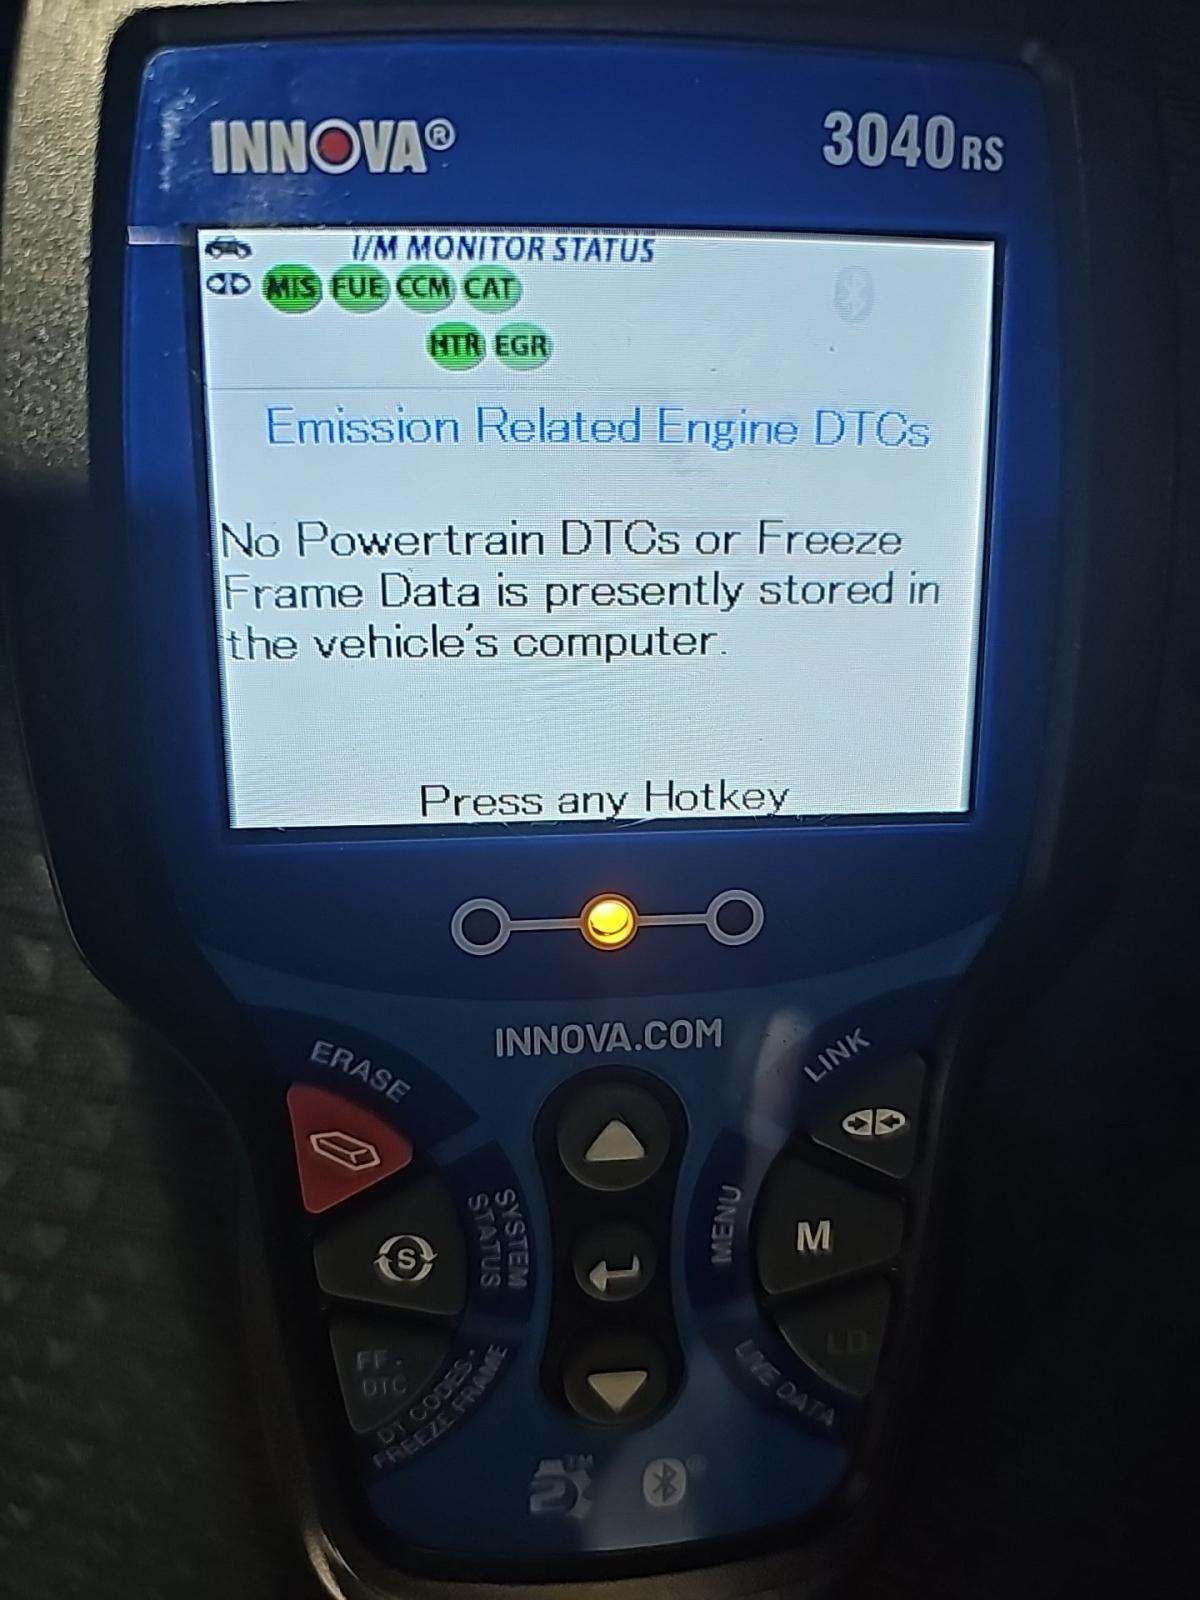 INNOVA®
3040RS
I/M MONITOR STATUS
MIS FUE CCM CAT
HTR EGR
Emission Related Engine DTCs
No Powertrain DTCs or Freeze
Frame Data is presently stored in
the vehicle's computer.
Press any Hotkey
INNOVA.COM
ERASE
LINK
S
SYSTEM
STATUS
MENU
M
FF-
DTC
DT CODES-
FREEZE FRAME
LD
LIVE DATA